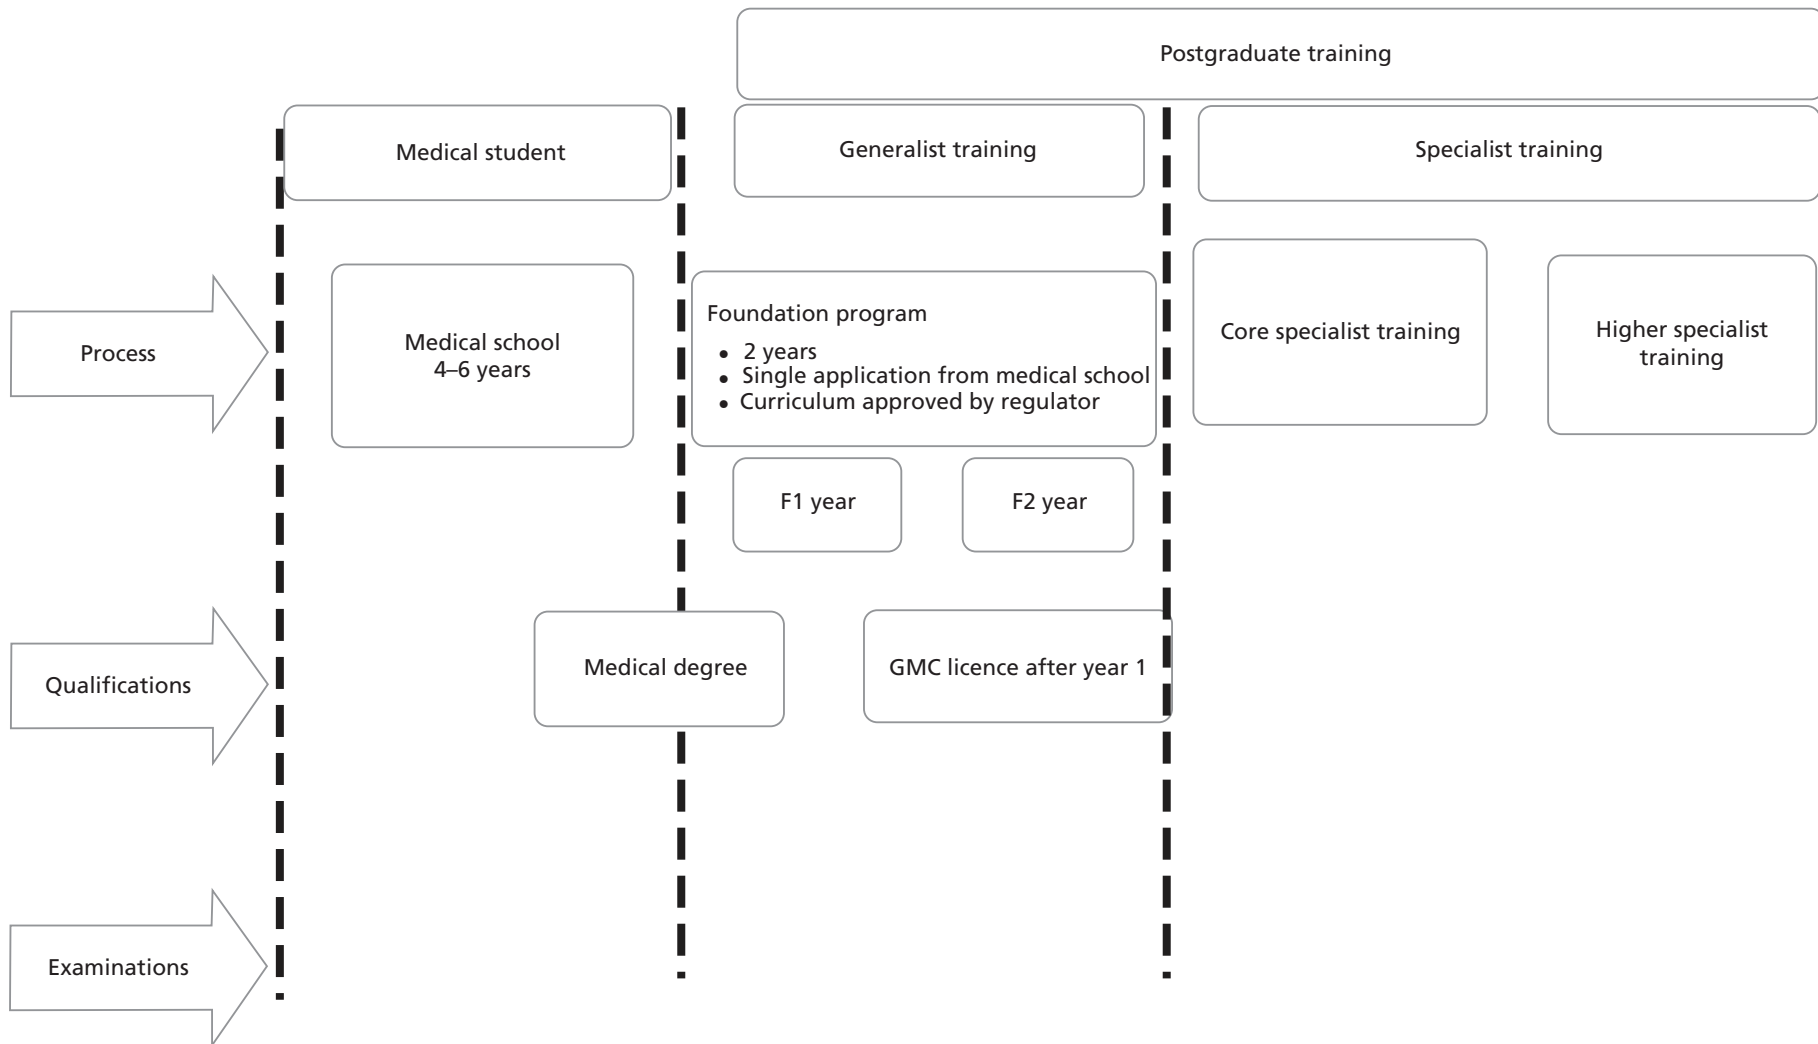 Postgraduate training
Medical student
Generalist training
Specialist training
Process
Medical school
4–6 years
Foundation program
• 2 years
• Single application from medical school
• Curriculum approved by regulator
Core specialist training
Higher specialist
training
F1 year
F2 year
Qualifications
Medical degree
GMC licence after year 1
Examinations